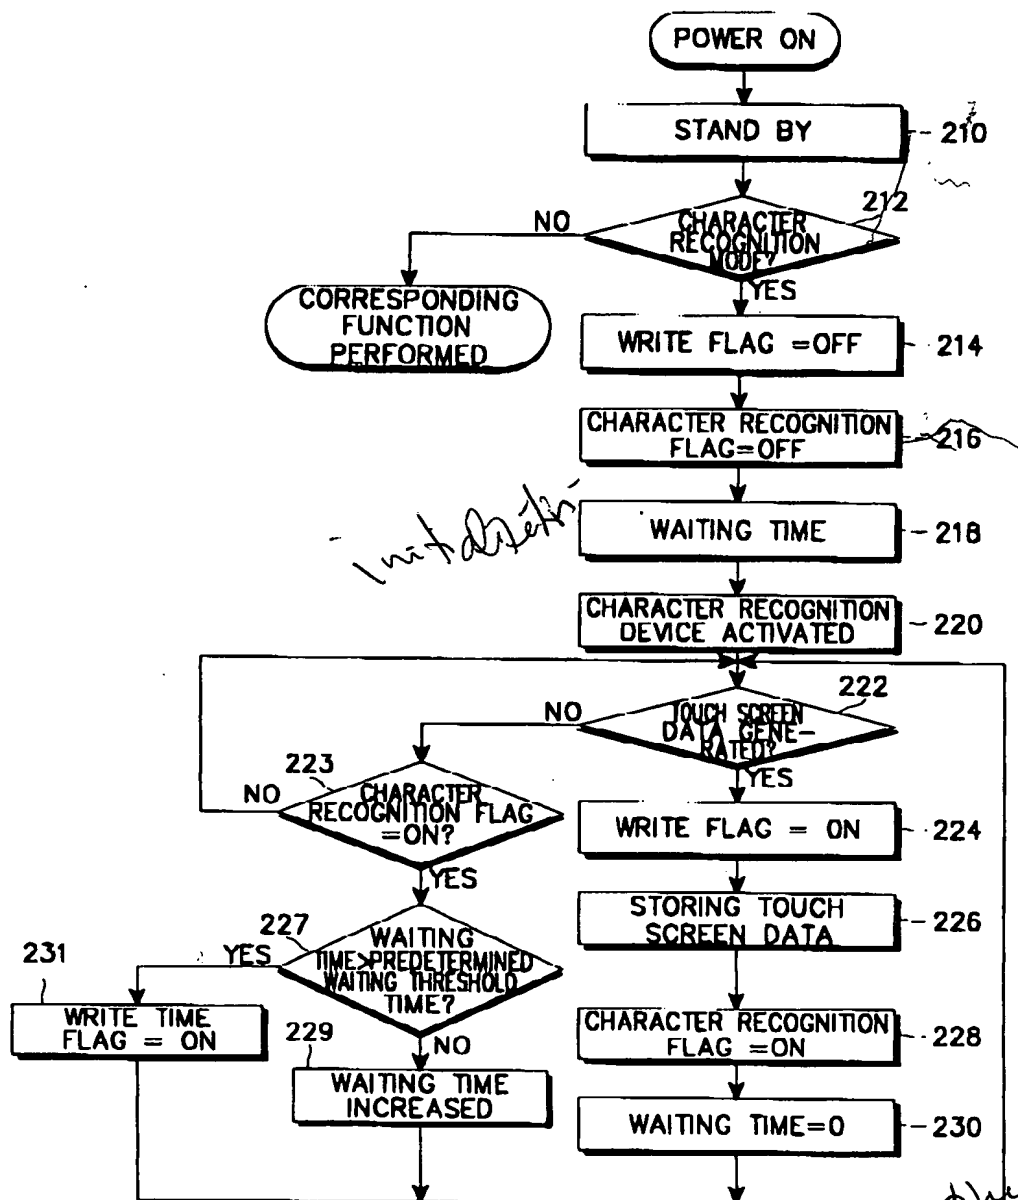 POWER ON
STAND BY
210
212
CHARACTER
RECOGNITION
MODE?
NO
YES
CORRESPONDING
FUNCTION
PERFORMED
WRITE FLAG =OFF
214
CHARACTER RECOGNITION
FLAG=OFF
216
WAITING TIME
218
CHARACTER RECOGNITION
DEVICE ACTIVATED
220
222
TOUCH SCREEN
DATA GENE-
RATED?
NO
YES
223
CHARACTER
RECOGNITION FLAG
=ON?
NO
YES
WRITE FLAG = ON
224
STORING TOUCH
SCREEN DATA
226
227
WAITING
TIME>PREDETERMINED
WAITING THRESHOLD
TIME?
YES
NO
231
WRITE TIME
FLAG = ON
229
WAITING TIME
INCREASED
CHARACTER RECOGNITION
FLAG =ON
228
WAITING TIME=0
230